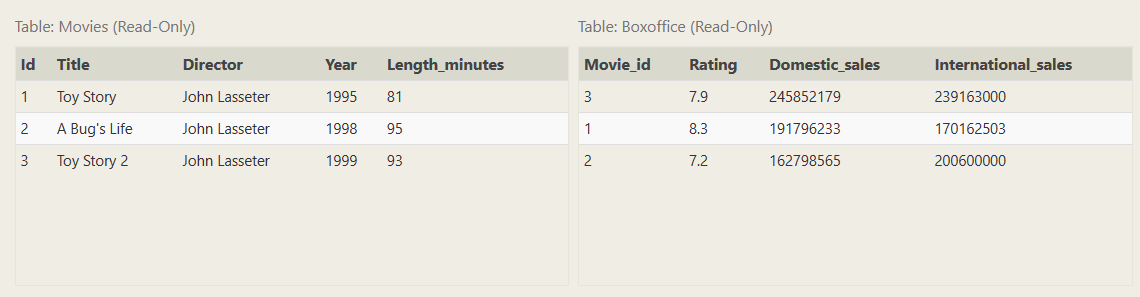 Table: Movies (Read-Only)
Id Title Director Year Length_minutes
1 Toy Story John Lasseter 1995 81
2 A Bug's Life John Lasseter 1998 95
3 Toy Story 2 John Lasseter 1999 93
Table: Boxoffice (Read-Only)
Movie_id Rating Domestic_sales International_sales
3 7.9 245852179 239163000
1 8.3 191796233 170162503
2 7.2 162798565 200600000